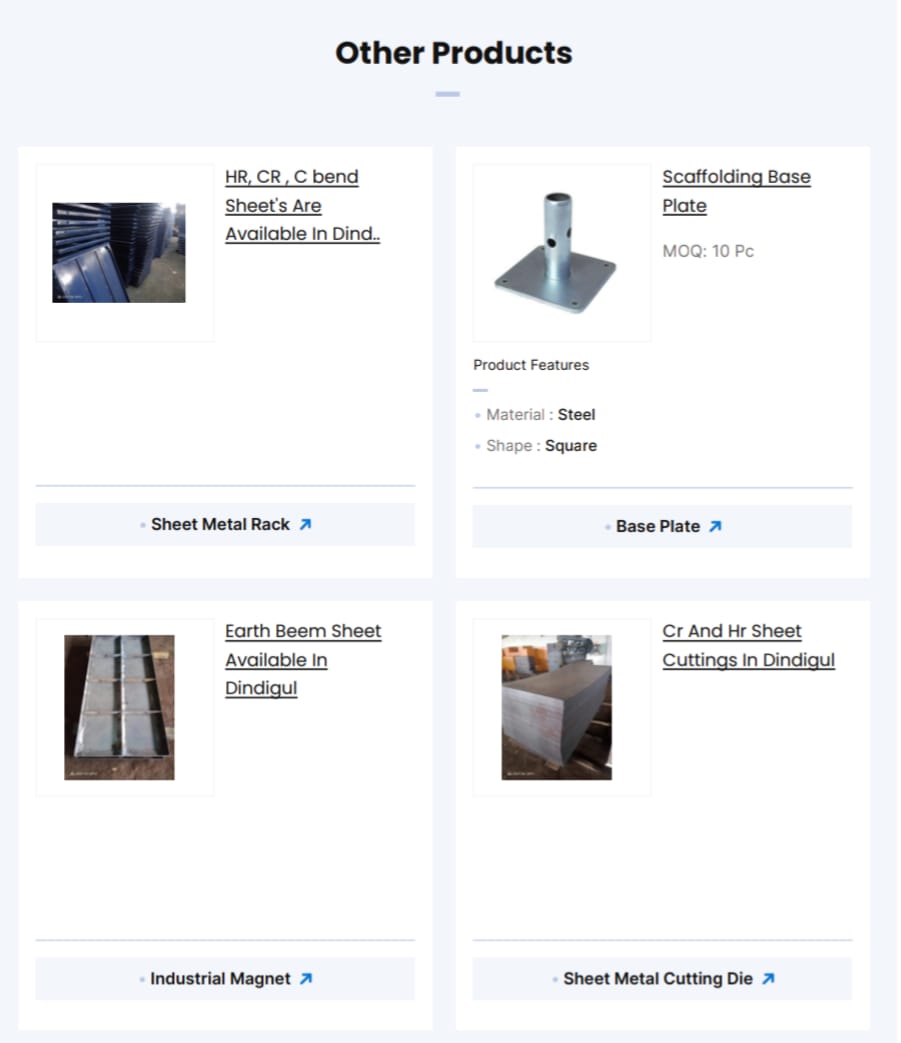 Other Products
HR, CR , C bend
Sheet's Are
Available In Dind..
Sheet Metal Rack
Scaffolding Base
Plate
MOQ: 10 Pc
Product Features
Material : Steel
Shape : Square
Base Plate
Earth Beem Sheet
Available In
Dindigul
Industrial Magnet
Cr And Hr Sheet
Cuttings In Dindigul
Sheet Metal Cutting Die